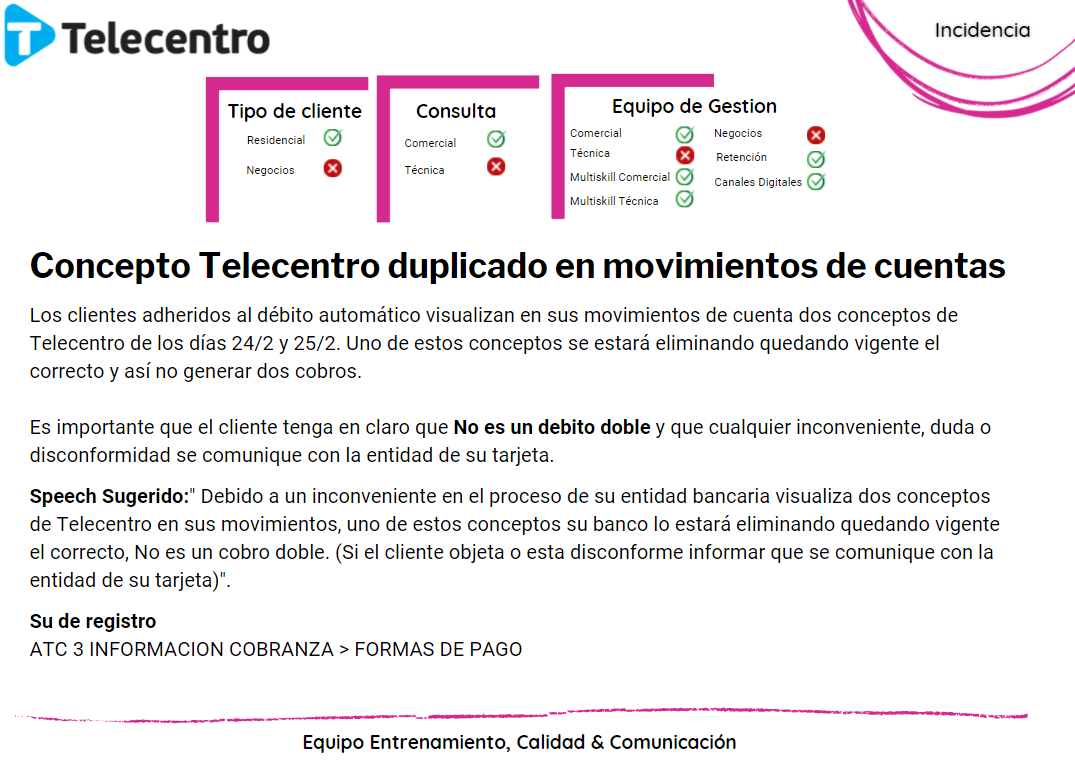 Telecentro
Incidencia
Tipo de cliente
Residencial
Negocios
Consulta
Comercial
Técnica
Equipo de Gestion
Comercial
Técnica
Multiskill Comercial
Multiskill Técnica
Negocios
Retención
Canales Digitales
Concepto Telecentro duplicado en movimientos de cuentas
Los clientes adheridos al débito automático visualizan en sus movimientos de cuenta dos conceptos de
Telecentro de los días 24/2 y 25/2. Uno de estos conceptos se estará eliminando quedando vigente el
correcto y así no generar dos cobros.
Es importante que el cliente tenga en claro que No es un debito doble y que cualquier inconveniente, duda o
disconformidad se comunique con la entidad de su tarjeta.
Speech Sugerido:" Debido a un inconveniente en el proceso de su entidad bancaria visualiza dos conceptos
de Telecentro en sus movimientos, uno de estos conceptos su banco lo estará eliminando quedando vigente
el correcto, No es un cobro doble. (Si el cliente objeta o esta disconforme informar que se comunique con la
entidad de su tarjeta)".
Su de registro
ATC 3 INFORMACION COBRANZA > FORMAS DE PAGO
Equipo Entrenamiento, Calidad & Comunicación